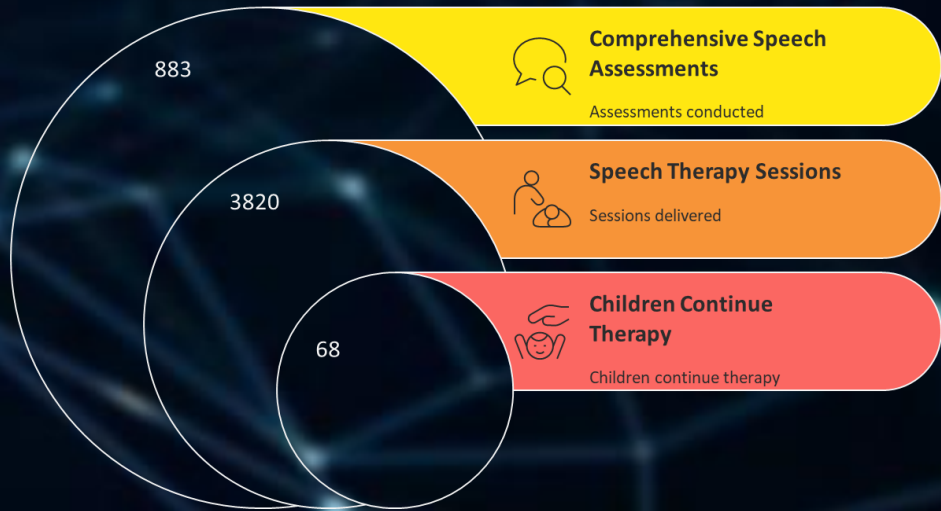 883
Comprehensive Speech
Assessments
Assessments conducted
3820
Speech Therapy Sessions
Sessions delivered
68
Children Continue
Therapy
Children continue therapy